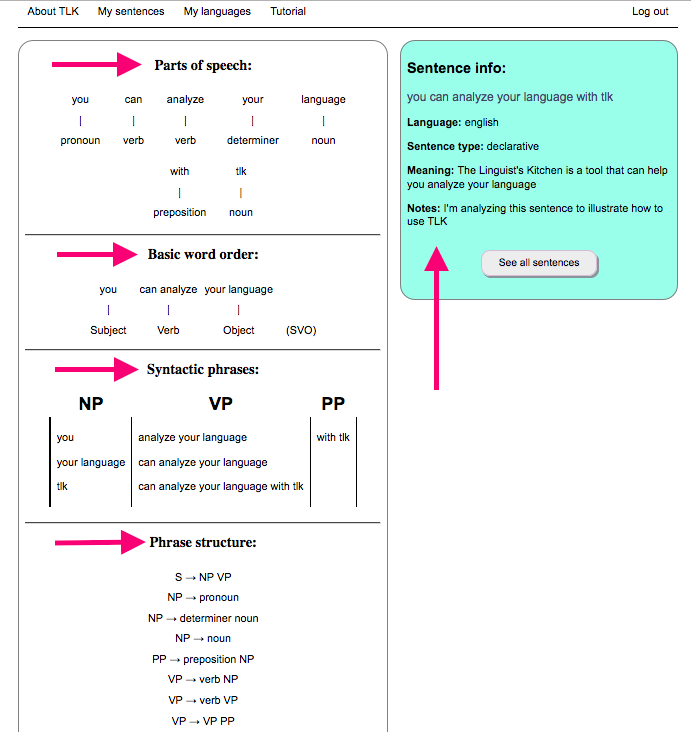 About TLK My sentences My languages Tutorial Log out
Parts of speech:
you can analyze your language
| | | | |
pronoun verb verb determiner noun
with tlk
| |
preposition noun
Basic word order:
you can analyze your language
| | |
Subject Verb Object (SVO)
Syntactic phrases:
NP VP PP
you analyze your language with tlk
your language can analyze your language
tlk can analyze your language with tlk
Phrase structure:
S → NP VP
NP → pronoun
NP → determiner noun
NP → noun
PP → preposition NP
VP → verb NP
VP → verb VP
VP → VP PP
Sentence info:
you can analyze your language with tlk
Language: english
Sentence type: declarative
Meaning: The Linguist's Kitchen is a tool that can help
you analyze your language
Notes: I'm analyzing this sentence to illustrate how to
use TLK
See all sentences